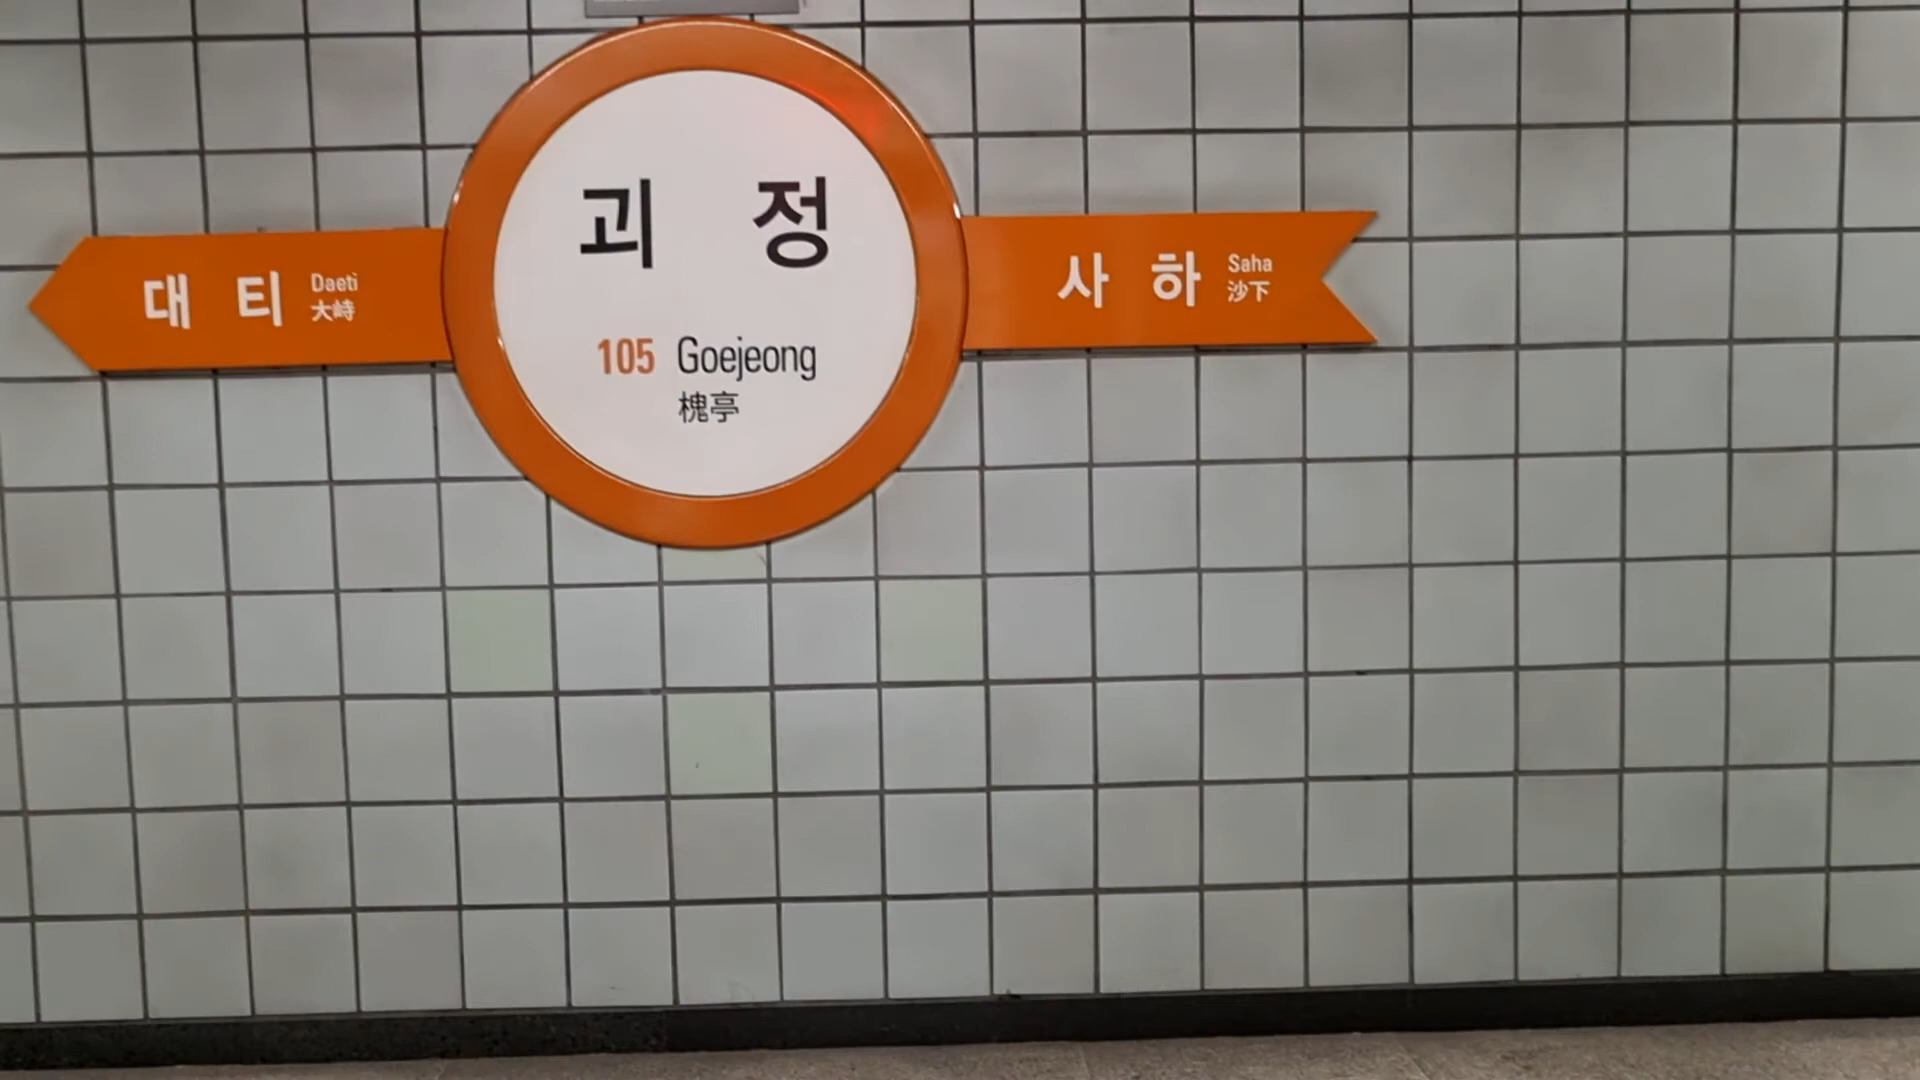 대 티
Daeti
大峙
괴 정
105 Goejeong
槐亭
사 하
Saha
沙下